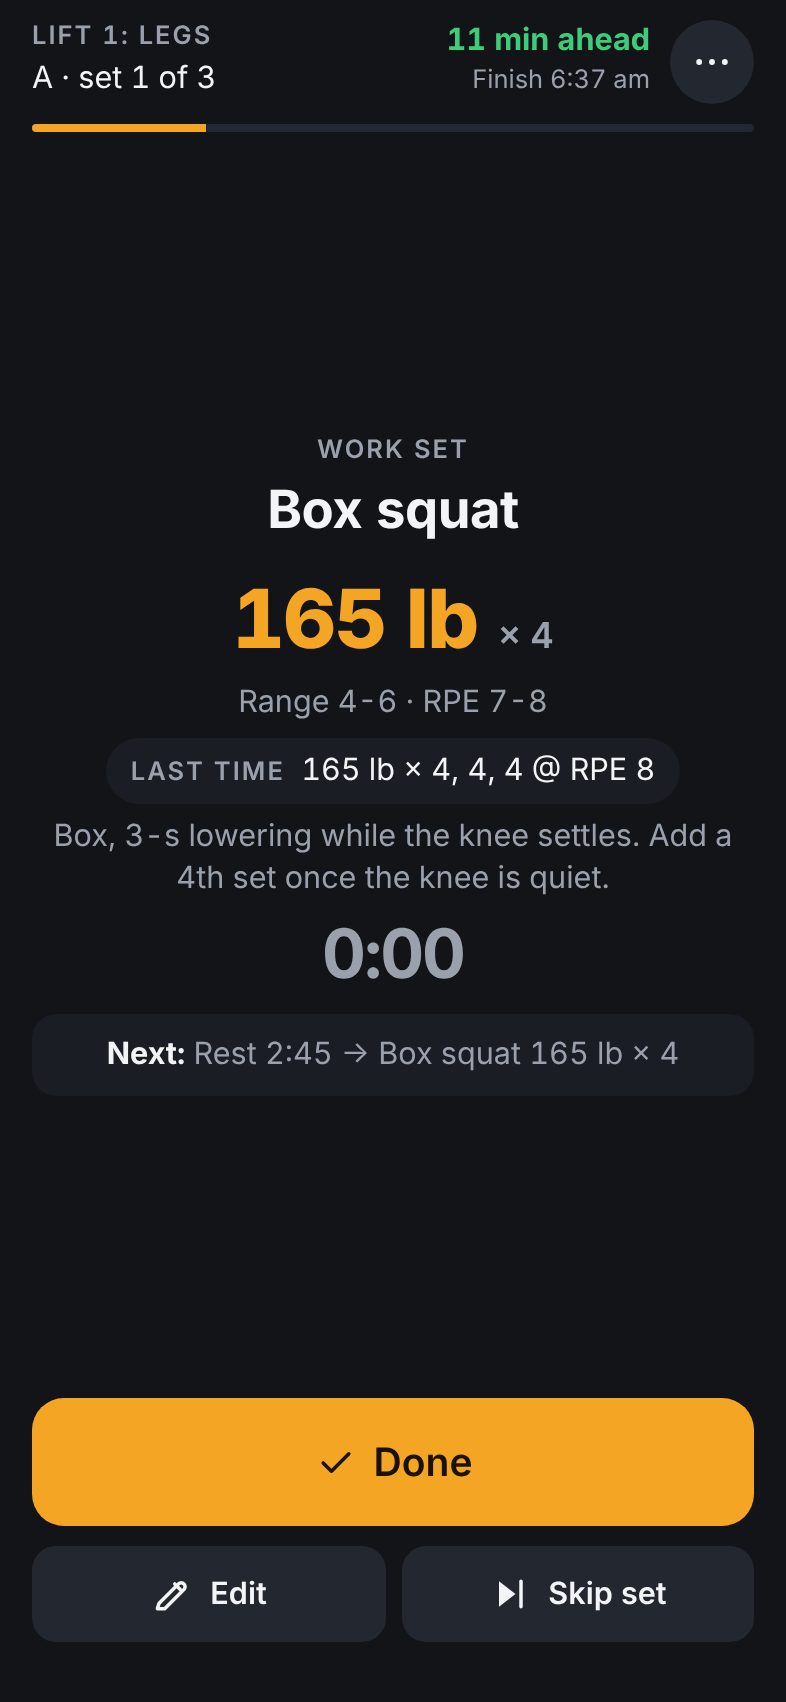 LIFT 1: LEGS
A · set 1 of 3
11 min ahead
Finish 6:37 am
WORK SET
Box squat
165 lb × 4
Range 4-6 · RPE 7-8
LAST TIME 165 lb × 4, 4, 4 @ RPE 8
Box, 3-s lowering while the knee settles. Add a
4th set once the knee is quiet.
0:00
Next: Rest 2:45 → Box squat 165 lb × 4
Done
Edit
Skip set